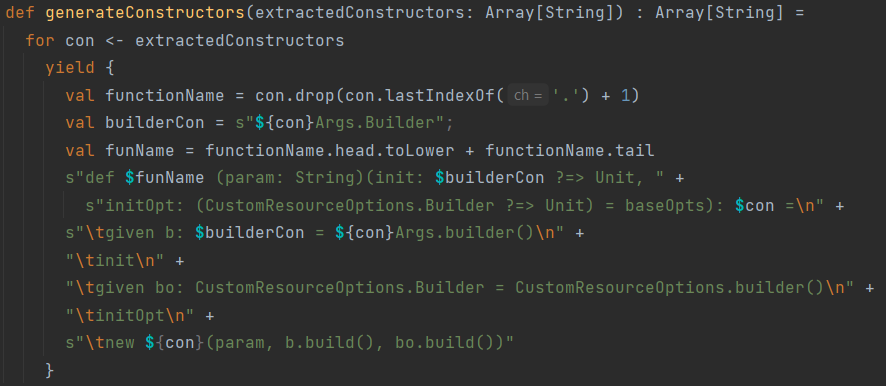 def generateConstructors(extractedConstructors: Array[String]) : Array[String] =
  for con <- extractedConstructors
    yield {
      val functionName = con.drop(con.lastIndexOf( ch = '.') + 1)
      val builderCon = s"${con}Args.Builder";
      val funName = functionName.head.toLower + functionName.tail
      s"def $funName (param: String)(init: $builderCon ?=> Unit, " +
        s"initOpt: (CustomResourceOptions.Builder ?=> Unit) = baseOpts): $con =\n" +
      s"\tgiven b: $builderCon = ${con}Args.builder()\n" +
      "\tinit\n" +
      "\tgiven bo: CustomResourceOptions.Builder = CustomResourceOptions.builder()\n" +
      "\tinitOpt\n" +
      s"\tnew ${con}(param, b.build(), bo.build())"
    }